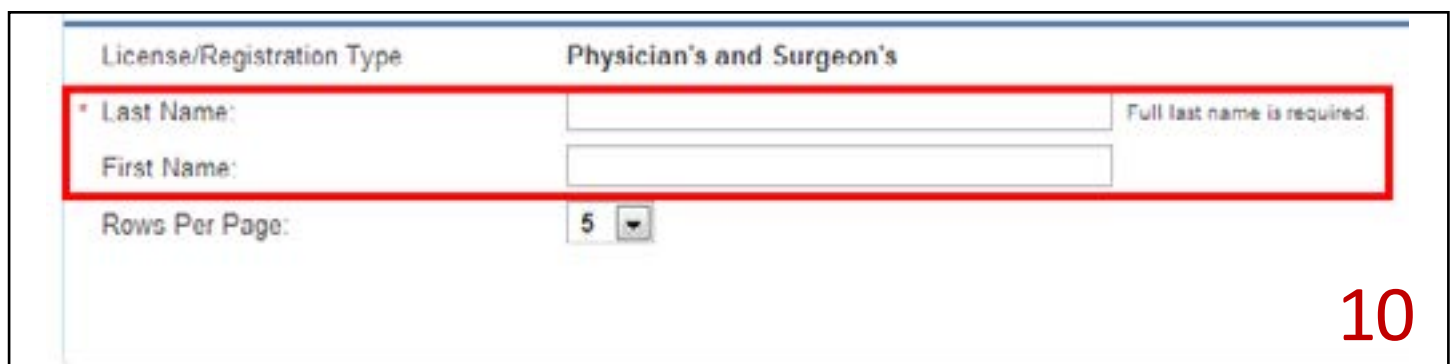 License/Registration Type Physician's and Surgeon's
* Last Name: Full last name is required.
First Name:
Rows Per Page: 5
10